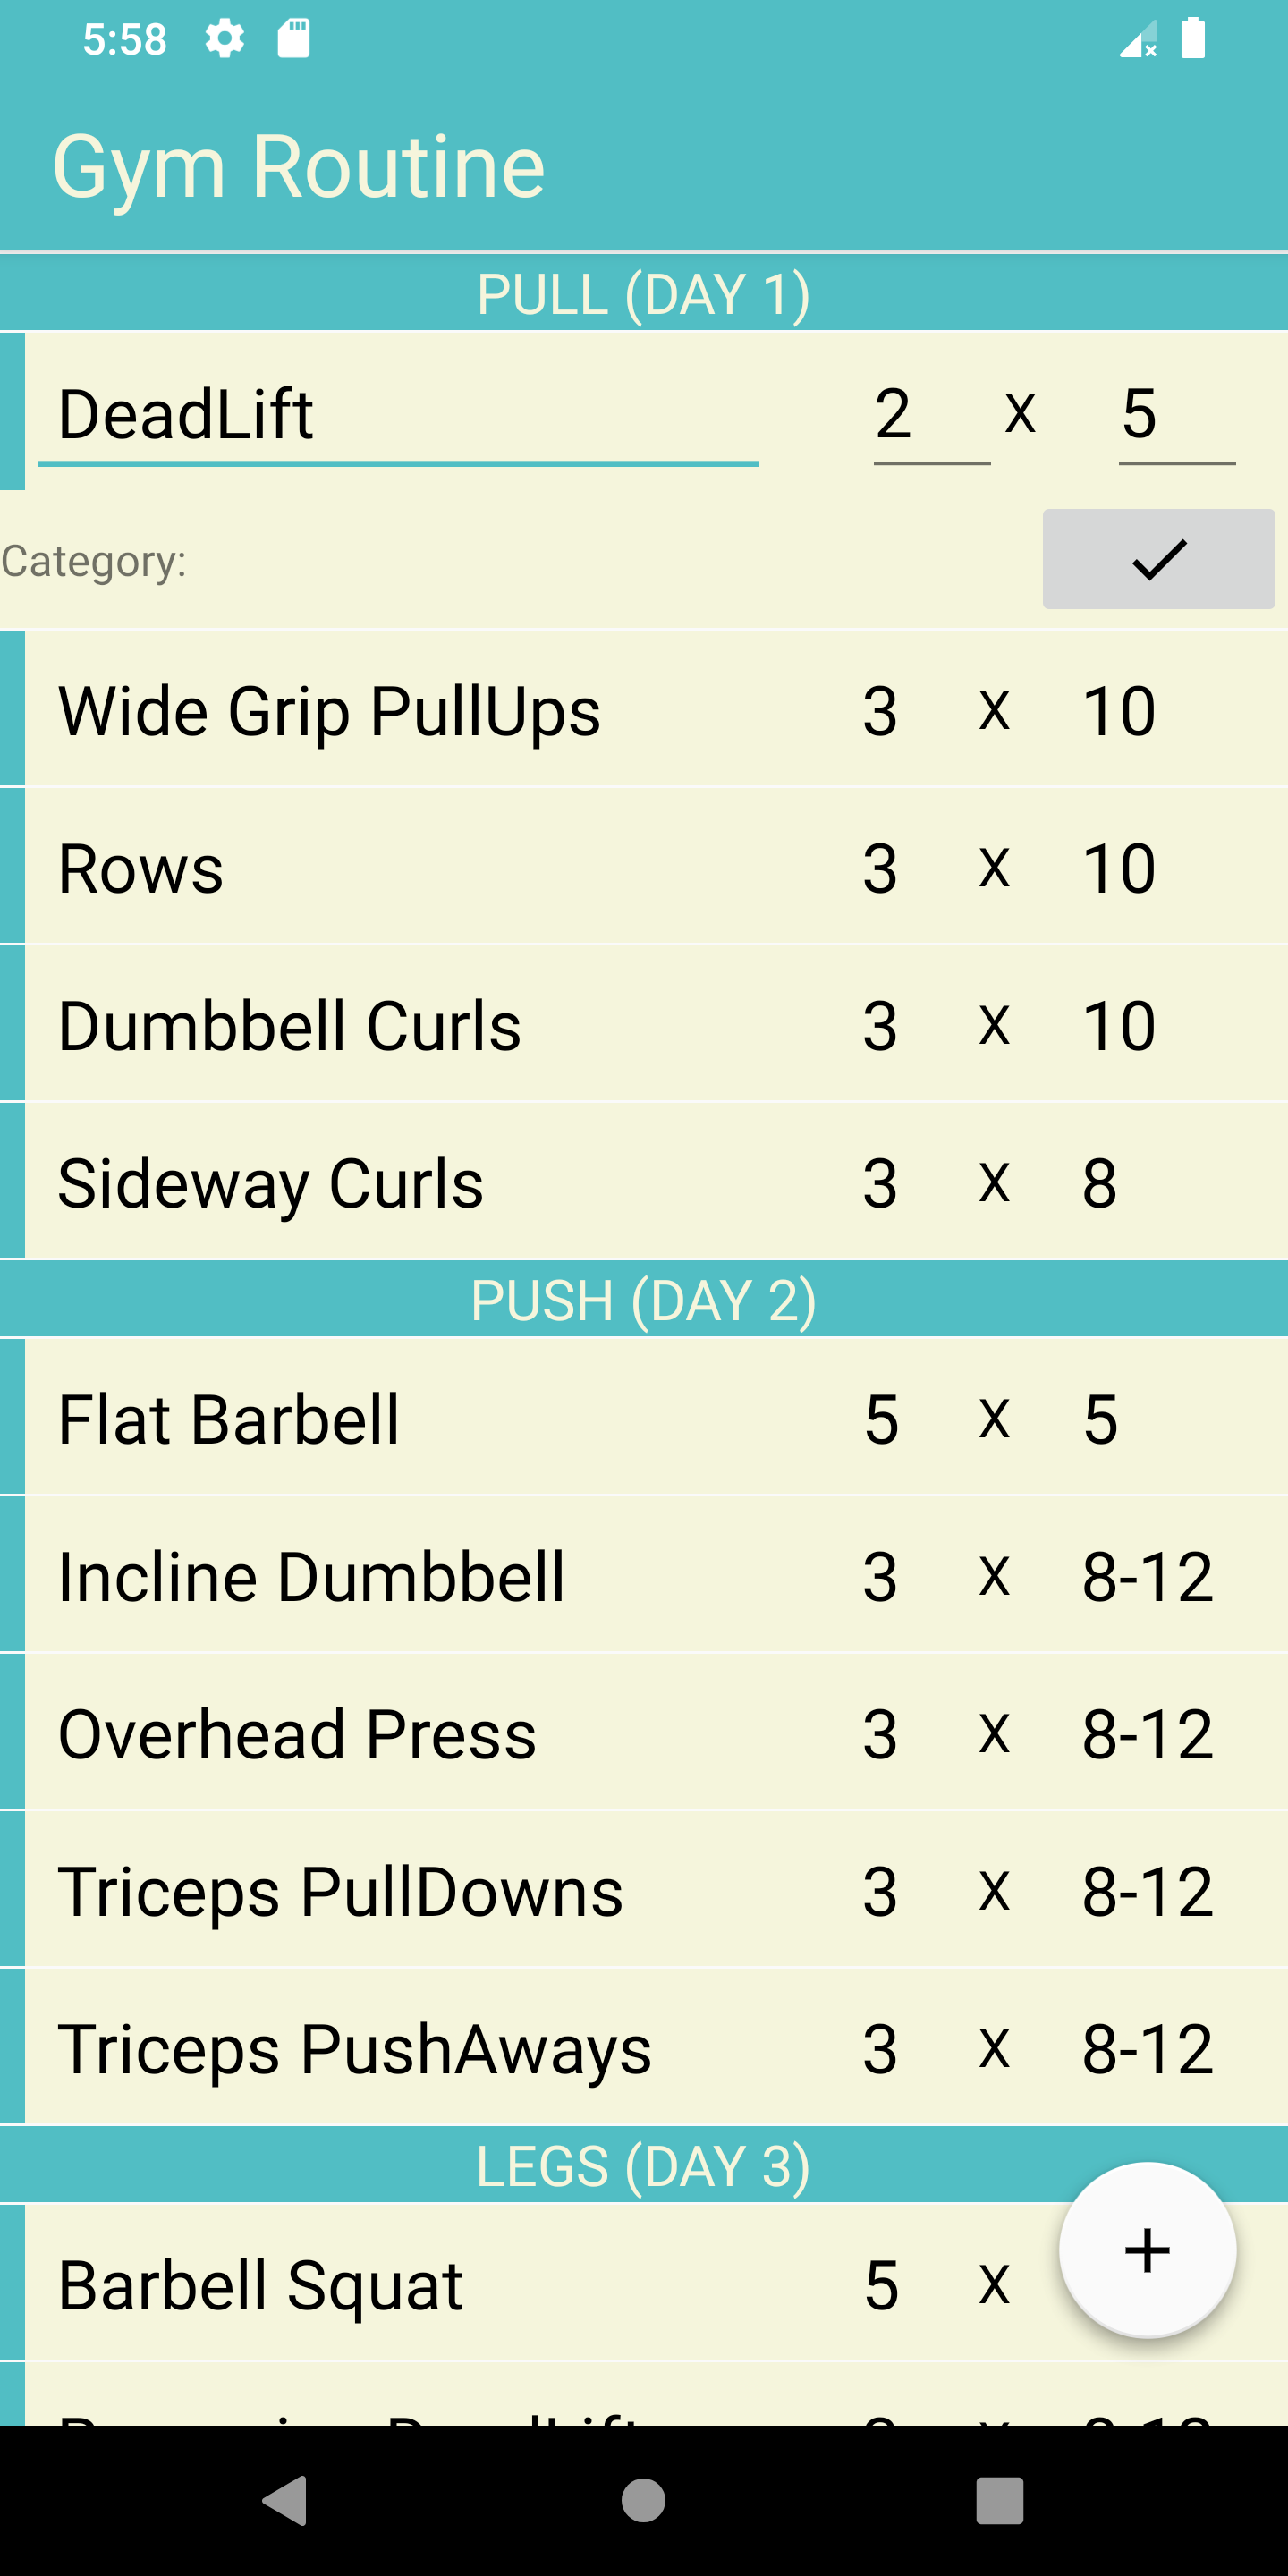 5:58
Gym Routine
PULL (DAY 1)
DeadLift 2 X 5
Category:
Wide Grip PullUps 3 X 10
Rows 3 X 10
Dumbbell Curls 3 X 10
Sideway Curls 3 X 8
PUSH (DAY 2)
Flat Barbell 5 X 5
Incline Dumbbell 3 X 8-12
Overhead Press 3 X 8-12
Triceps PullDowns 3 X 8-12
Triceps PushAways 3 X 8-12
LEGS (DAY 3)
Barbell Squat 5 X